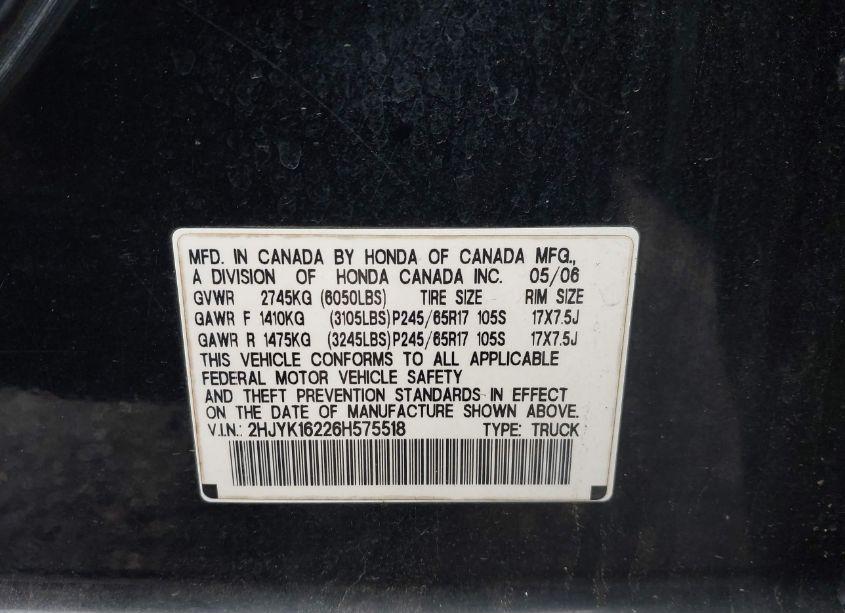 MFD. IN CANADA BY HONDA OF CANADA MFG.,
A DIVISION OF HONDA CANADA INC. 05/06
GVWR 2745KG (6050LBS) TIRE SIZE RIM SIZE
GAWR F 1410KG (3105LBS)P245/65R17 105S 17X7.5J
GAWR R 1475KG (3245LBS)P245/65R17 105S 17X7.5J
THIS VEHICLE CONFORMS TO ALL APPLICABLE
FEDERAL MOTOR VEHICLE SAFETY
AND THEFT PREVENTION STANDARDS IN EFFECT
ON THE DATE OF MANUFACTURE SHOWN ABOVE.
V.I.N.: 2HJYK16226H575518 TYPE: TRUCK